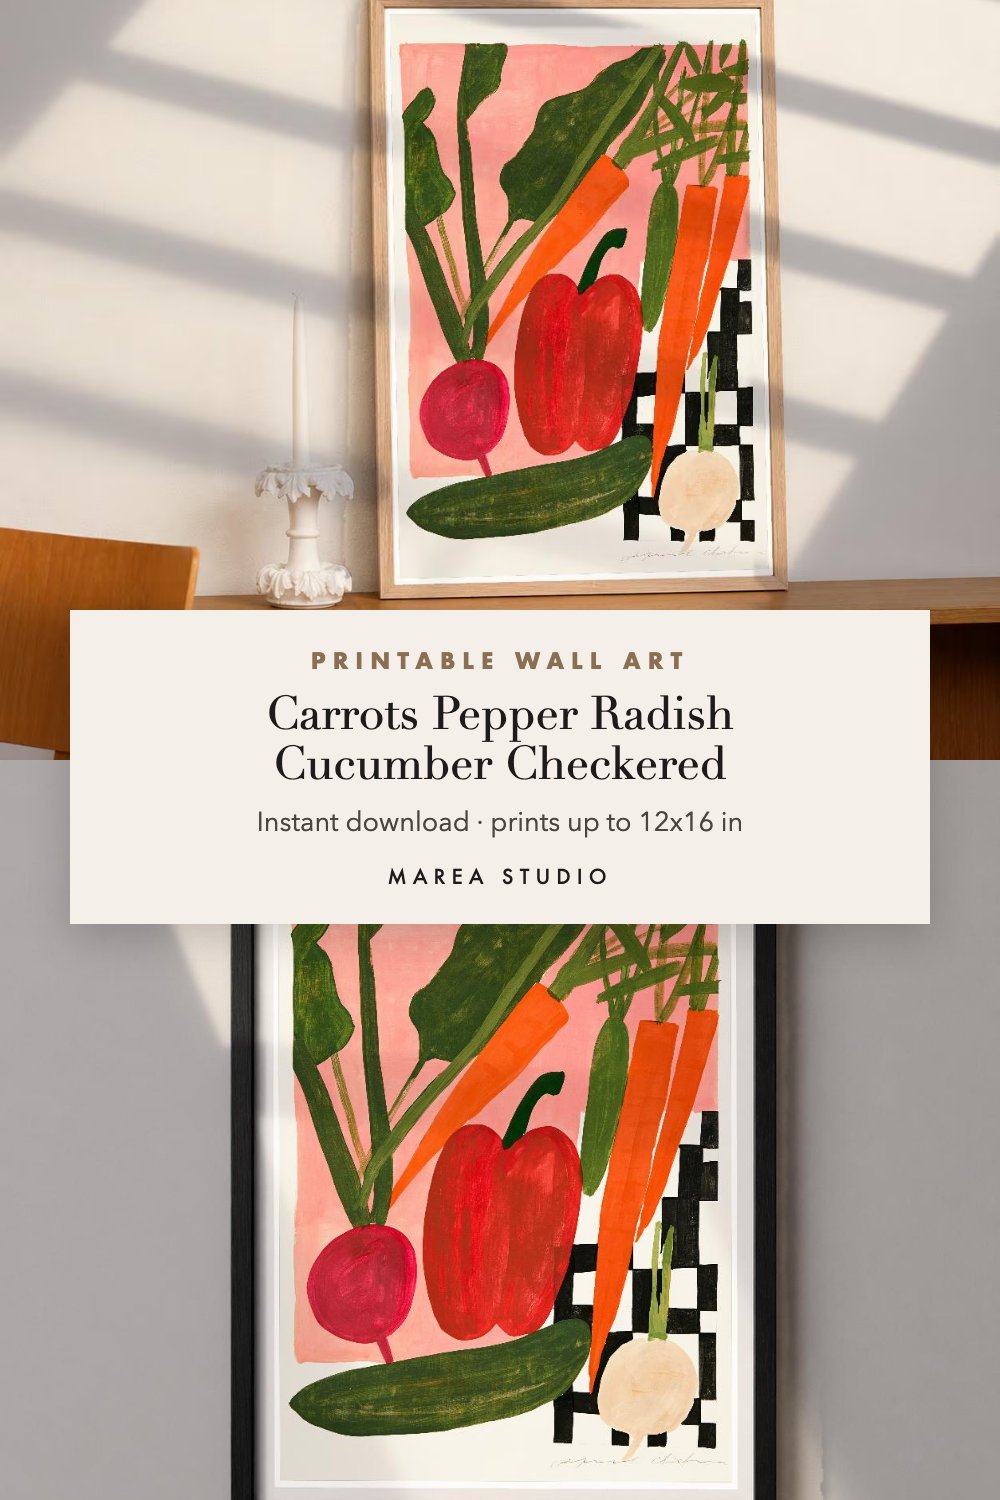 PRINTABLE WALL ART
Carrots Pepper Radish
Cucumber Checkered
Instant download · prints up to 12x16 in
MAREA STUDIO